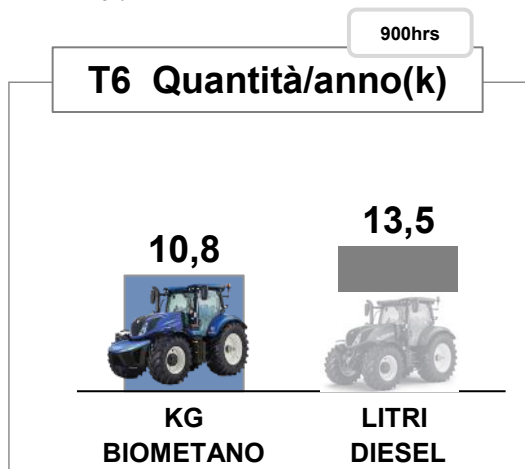 900hrs
T6 Quantità/anno(k)
13,5
10,8
KG
BIOMETANO
LITRI
DIESEL